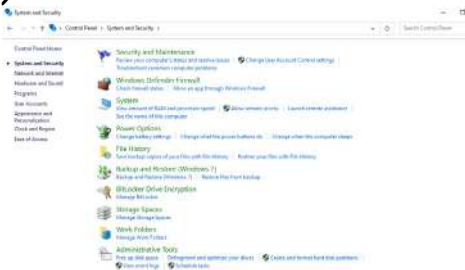 System and Security
Control Panel › System and Security ›
Search Control Panel
Control Panel Home
System and Security
Network and Internet
Hardware and Sound
Programs
User Accounts
Appearance and
Personalization
Clock and Region
Ease of Access
Security and Maintenance
Review your computer's status and resolve issues
Change User Account Control settings
Troubleshoot common computer problems
Windows Defender Firewall
Check firewall status
Allow an app through Windows Firewall
System
View amount of RAM and processor speed
Allow remote access
Launch remote assistance
See the name of this computer
Power Options
Change battery settings
Change what the power buttons do
Change when the computer sleeps
File History
Save backup copies of your files with File History
Restore your files with File History
Backup and Restore (Windows 7)
Backup and Restore (Windows 7)
Restore files from backup
BitLocker Drive Encryption
Manage BitLocker
Storage Spaces
Manage Storage Spaces
Work Folders
Manage Work Folders
Administrative Tools
Free up disk space
Defragment and optimize your drives
Create and format hard disk partitions
View event logs
Schedule tasks